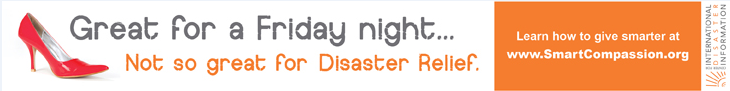 Great for a Friday night...
Not so great for Disaster Relief.
Learn how to give smarter at
www.SmartCompassion.org
INTERNATIONAL
DISASTER
INFORMATION